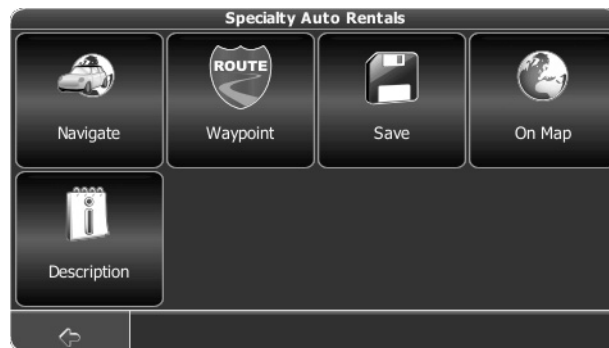 Specialty Auto Rentals
ROUTE
Navigate
Waypoint
Save
On Map
Description